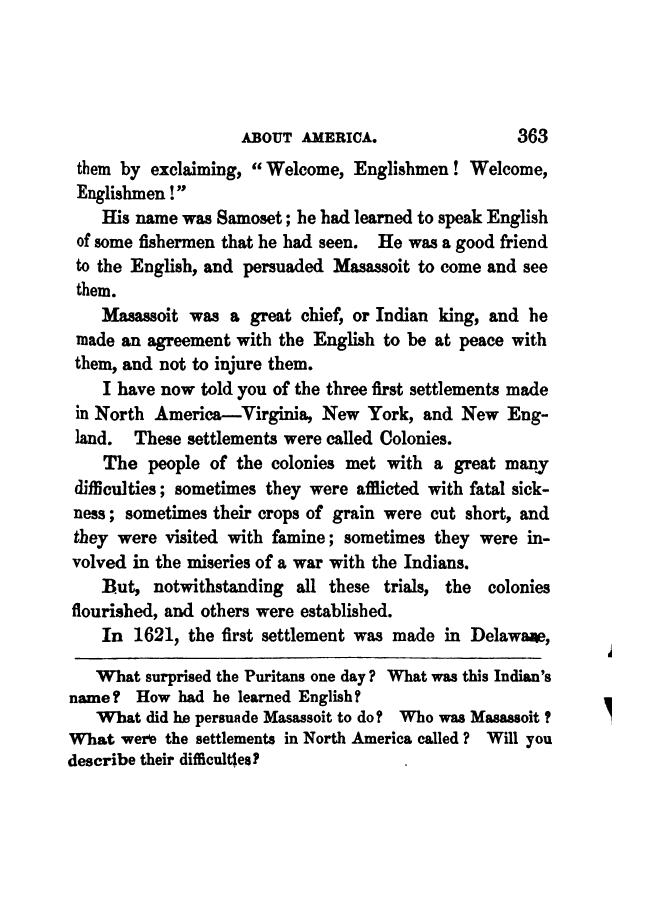 ABOUT AMERICA. 363
them by exclaiming, "Welcome, Englishmen! Welcome,
Englishmen!"
His name was Samoset; he had learned to speak English
of some fishermen that he had seen. He was a good friend
to the English, and persuaded Masassoit to come and see
them.
Masassoit was a great chief, or Indian king, and he
made an agreement with the English to be at peace with
them, and not to injure them.
I have now told you of the three first settlements made
in North America—Virginia, New York, and New Eng-
land. These settlements were called Colonies.
The people of the colonies met with a great many
difficulties; sometimes they were afflicted with fatal sick-
ness; sometimes their crops of grain were cut short, and
they were visited with famine; sometimes they were in-
volved in the miseries of a war with the Indians.
But, notwithstanding all these trials, the colonies
flourished, and others were established.
In 1621, the first settlement was made in Delaware,
What surprised the Puritans one day? What was this Indian's
name? How had he learned English?
What did he persuade Masassoit to do? Who was Masassoit?
What were the settlements in North America called? Will you
describe their difficulties?